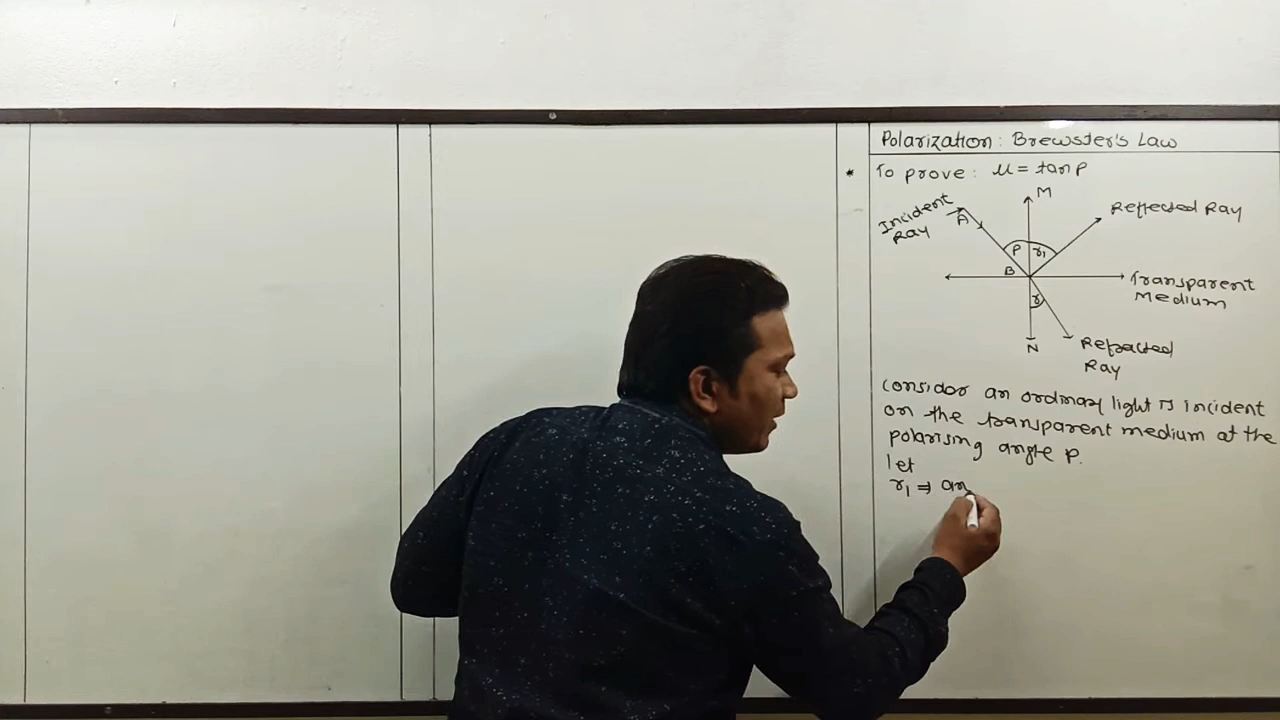 Polarization: Brewster's Law
* To prove: μ = tan P
M
Incident
Ray
A
Reflected Ray
P
r₁
B
Transparent
Medium
r
N
Refracted
Ray
Consider an ordinary light is incident
on the transparent medium at the
polarising angle P.
let
r₁ ⇒ an